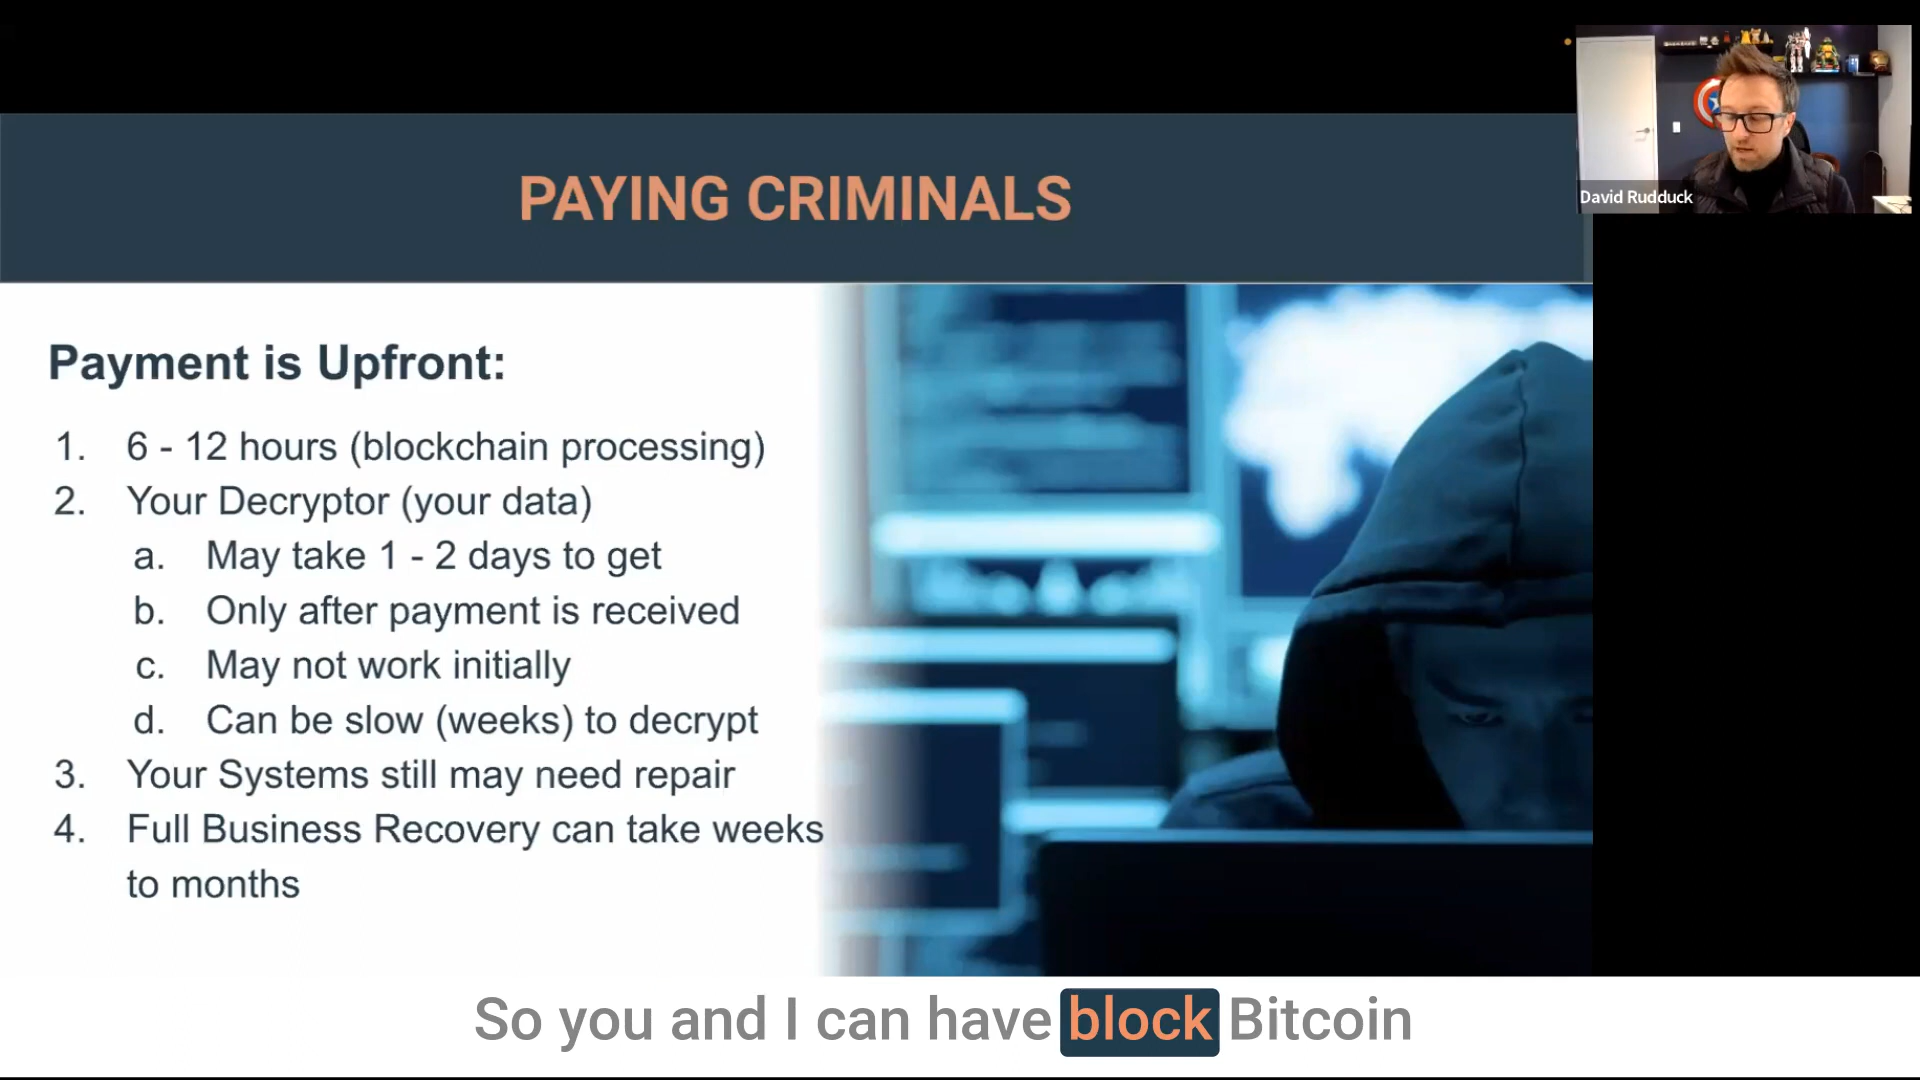 PAYING CRIMINALS
David Rudduck
Payment is Upfront:
1. 6 - 12 hours (blockchain processing)
2. Your Decryptor (your data)
a. May take 1 - 2 days to get
b. Only after payment is received
c. May not work initially
d. Can be slow (weeks) to decrypt
3. Your Systems still may need repair
4. Full Business Recovery can take weeks
to months
So you and I can have block Bitcoin